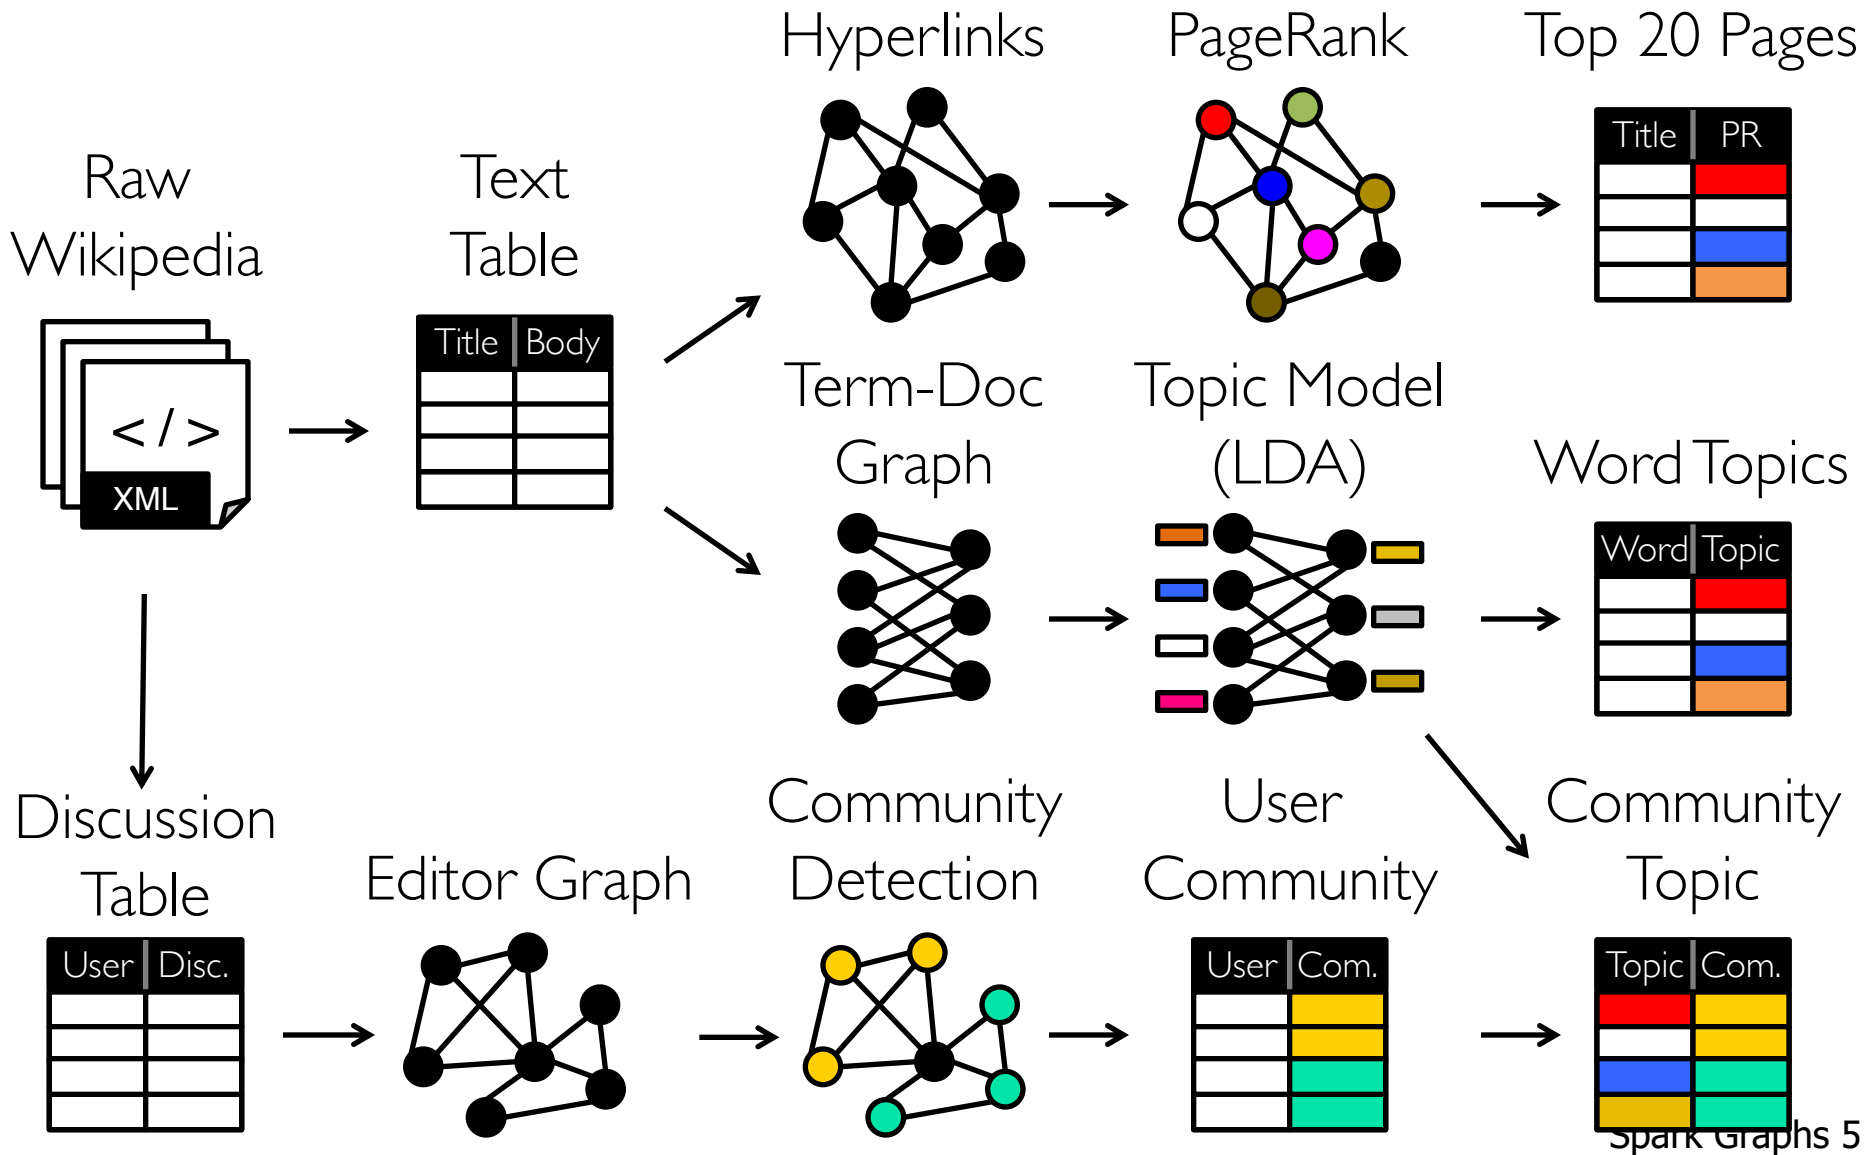 Hyperlinks
PageRank
Top 20 Pages
Title PR
Raw
Wikipedia
< / >
XML
Text
Table
Title Body
Term-Doc
Graph
Topic Model
(LDA)
Word Topics
Word Topic
Discussion
Table
User Disc.
Editor Graph
Community
Detection
User
Community
User Com.
Community
Topic
Topic Com.
Spark Graphs 5